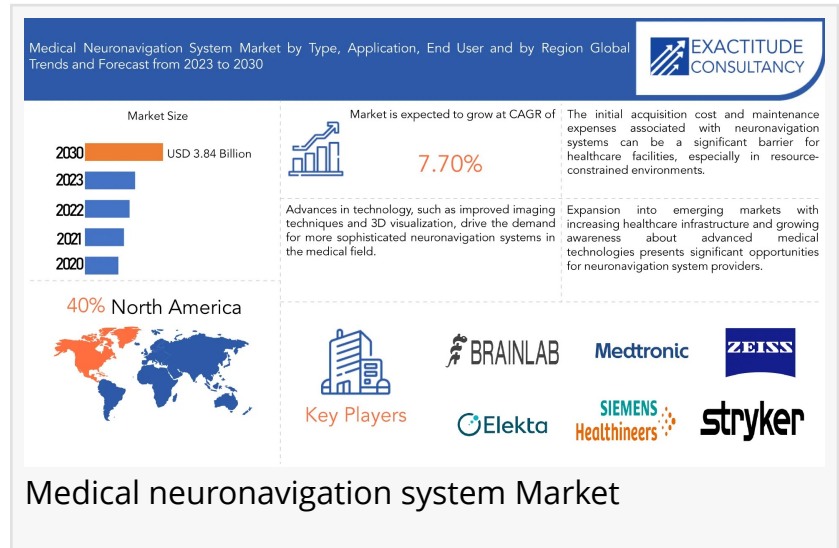 Medical Neuronavigation System Market by Type, Application, End User and by Region Global
Trends and Forecast from 2023 to 2030
EXACTITUDE
CONSULTANCY
Market Size
2030
USD 3.84 Billion
2023
2022
2021
2020
Market is expected to grow at CAGR of
7.70%
The initial acquisition cost and maintenance
expenses associated with neuronavigation
systems can be a significant barrier for
healthcare facilities, especially in resource-
constrained environments.
Advances in technology, such as improved imaging
techniques and 3D visualization, drive the demand
for more sophisticated neuronavigation systems in
the medical field.
Expansion into emerging markets with
increasing healthcare infrastructure and growing
awareness about advanced medical
technologies presents significant opportunities
for neuronavigation system providers.
40% North America
Key Players
BRAINLAB
Medtronic
ZEISS
Elekta
SIEMENS
Healthineers
stryker
Medical neuronavigation system Market